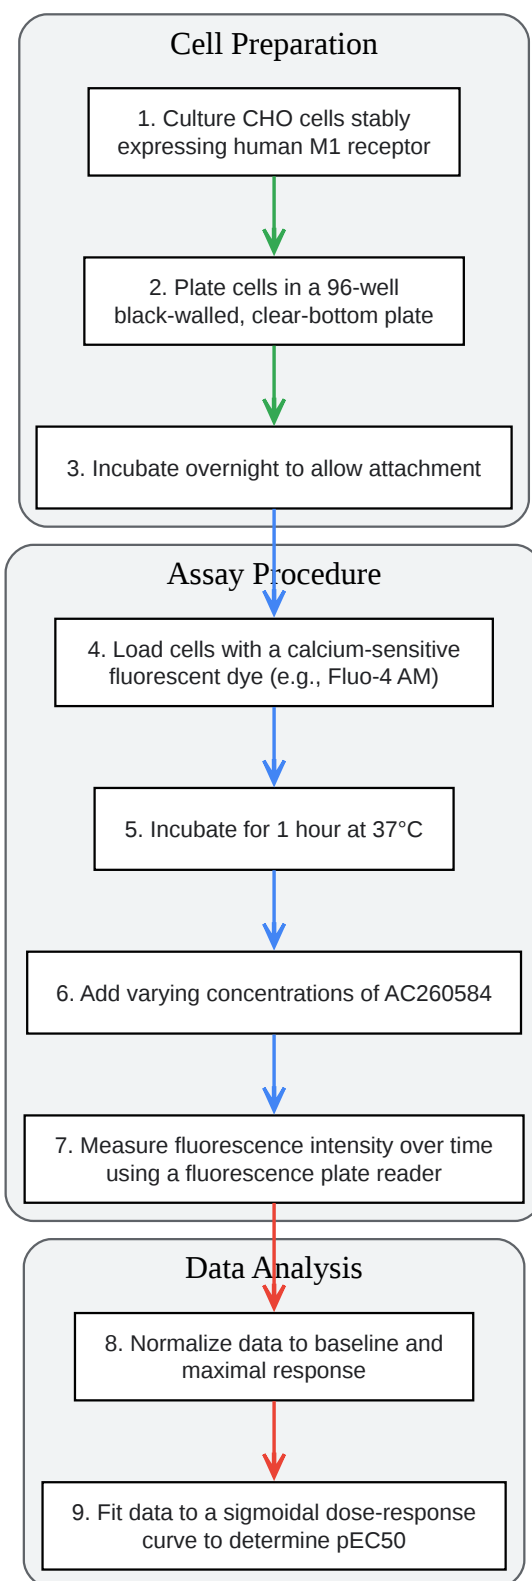 Cell Preparation
1. Culture CHO cells stably
expressing human M1 receptor
2. Plate cells in a 96-well
black-walled, clear-bottom plate
3. Incubate overnight to allow attachment
Assay Procedure
4. Load cells with a calcium-sensitive
fluorescent dye (e.g., Fluo-4 AM)
5. Incubate for 1 hour at 37°C
6. Add varying concentrations of AC260584
7. Measure fluorescence intensity over time
using a fluorescence plate reader
Data Analysis
8. Normalize data to baseline and
maximal response
9. Fit data to a sigmoidal dose-response
curve to determine pEC50